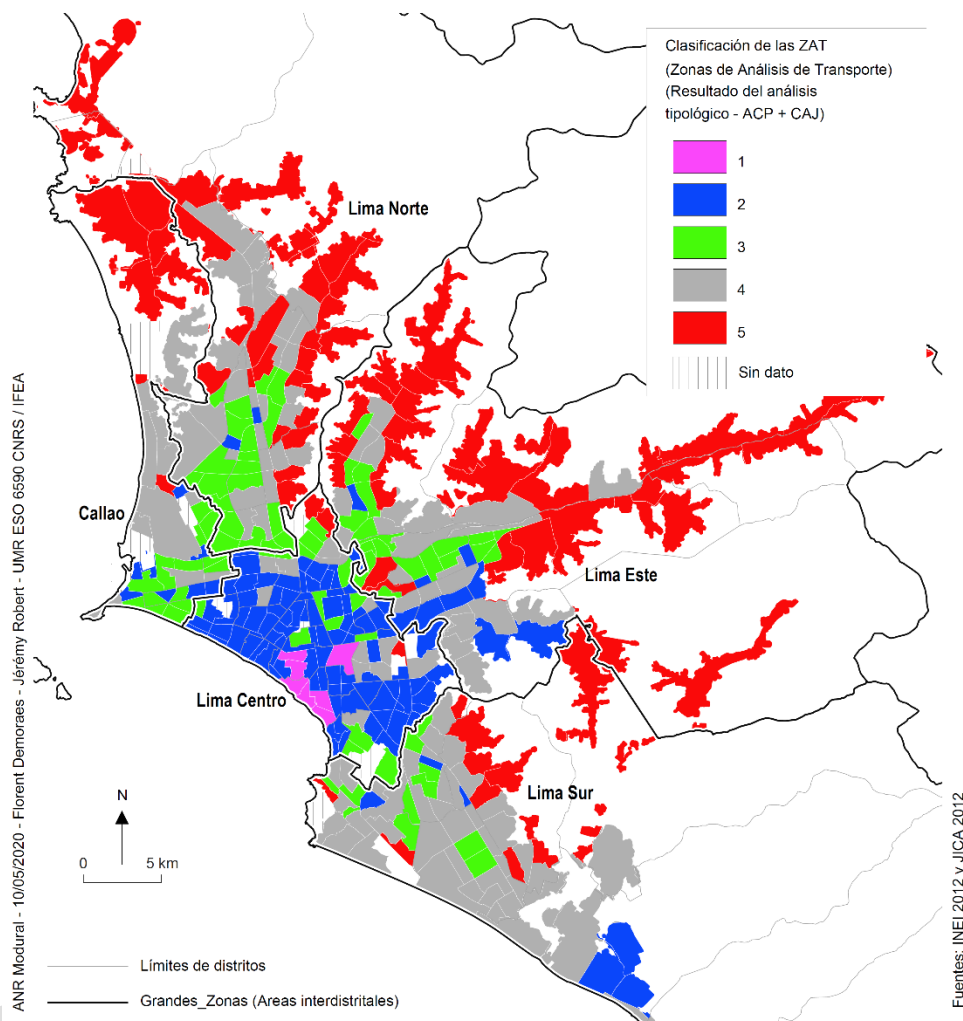 Clasificación de las ZAT
(Zonas de Análisis de Transporte)
(Resultado del análisis
tipológico - ACP + CAJ)
1
2
3
4
5
Sin dato
Lima Norte
Callao
Lima Este
Lima Centro
Lima Sur
N
0 5 km
Límites de distritos
Grandes_Zonas (Areas interdistritales)
ANR Modural - 10/05/2020 - Florent Demoraes - Jérémy Robert - UMR ESO 6590 CNRS / IFEA
Fuentes: INEI 2012 y JICA 2012